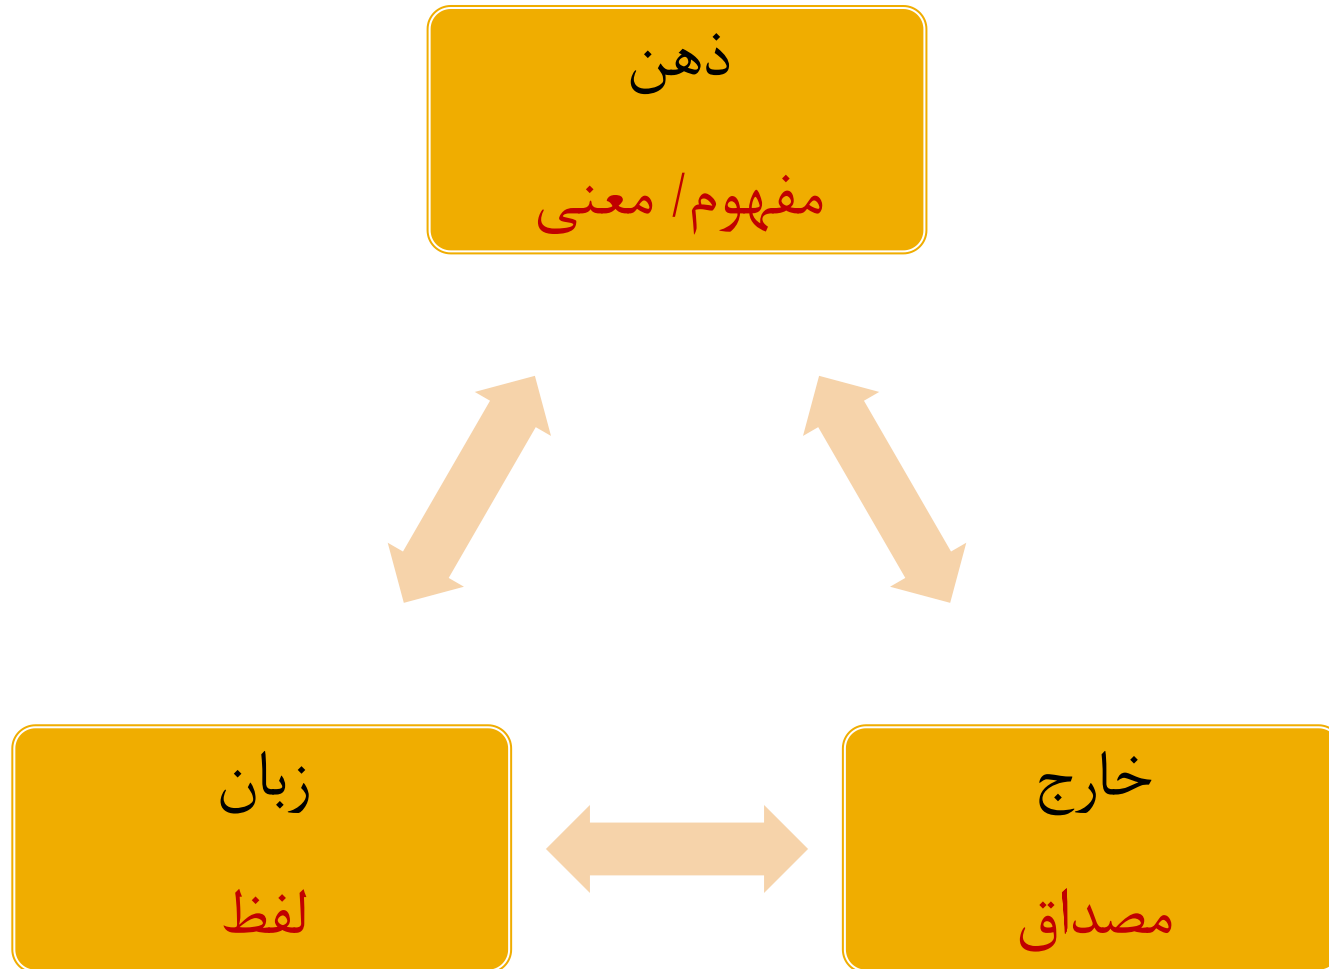 ذهن
مفهوم/ معنی
خارج
مصداق
زبان
لفظ